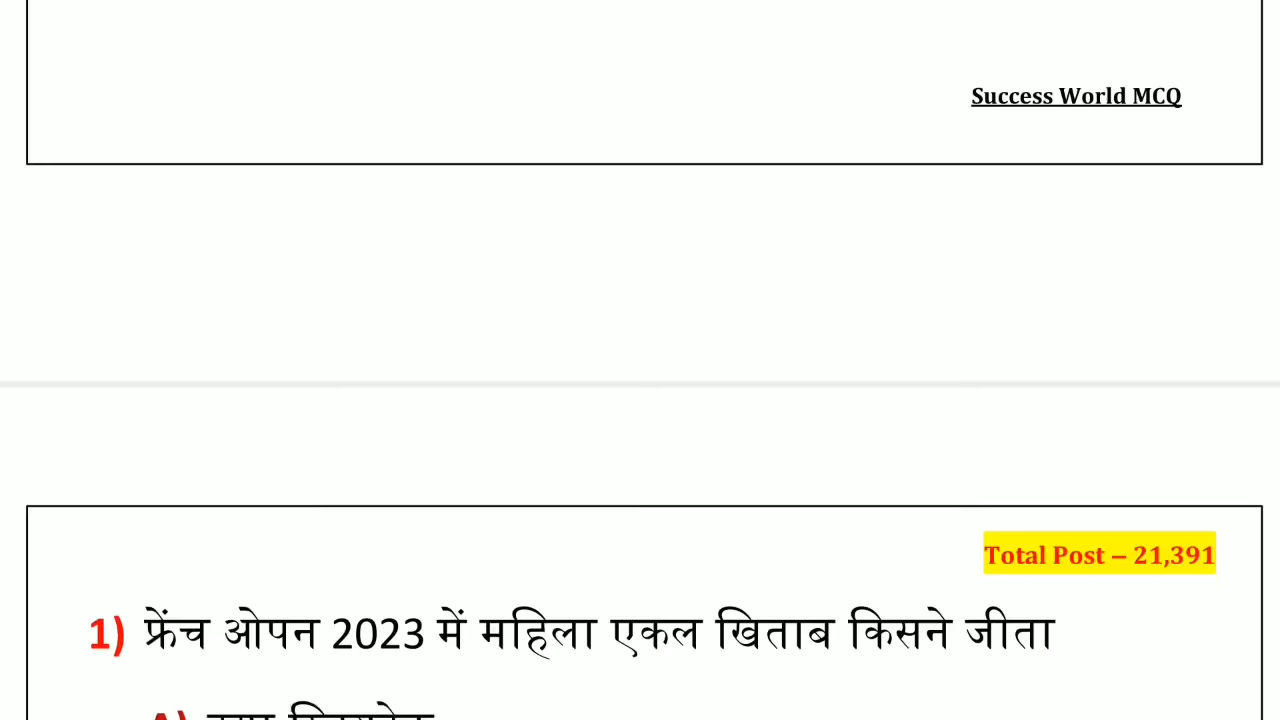 Success World MCQ
Total Post – 21,391
1) फ्रेंच ओपन 2023 में महिला एकल खिताब किसने जीता
A)